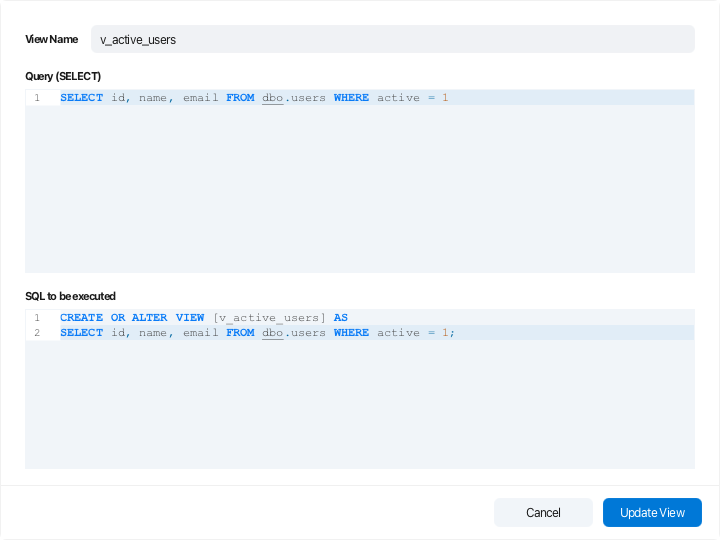 View Name
v_active_users
Query (SELECT)
1 SELECT id, name, email FROM dbo.users WHERE active = 1
SQL to be executed
1 CREATE OR ALTER VIEW [v_active_users] AS
2 SELECT id, name, email FROM dbo.users WHERE active = 1;
Cancel
Update View